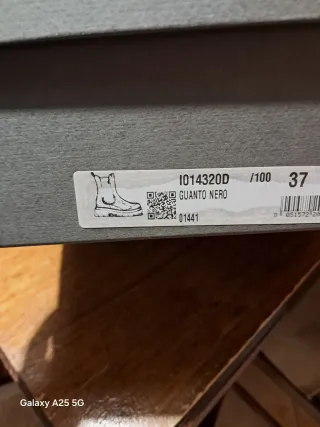 I014320D /100 37
GUANTO NERO
01441
Galaxy A25 5G